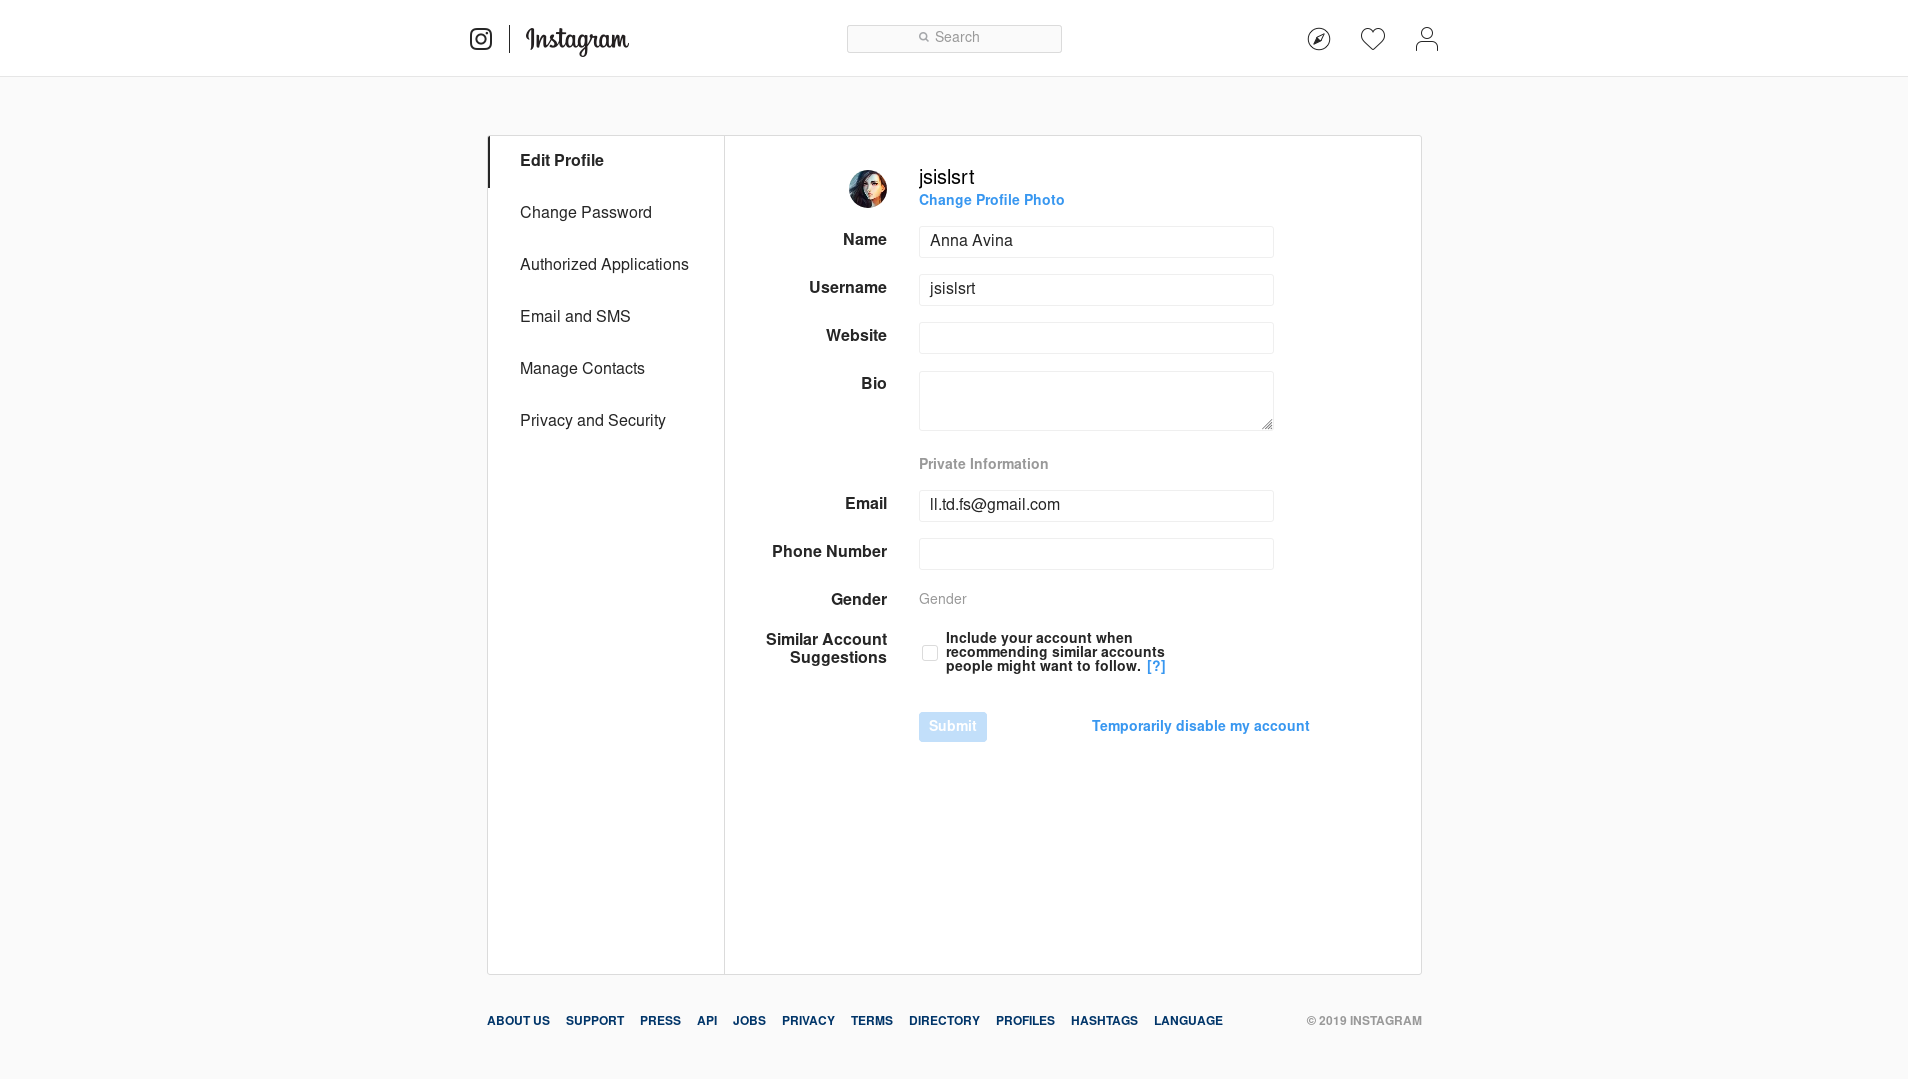 Instagram
Search
Edit Profile
Change Password
Authorized Applications
Email and SMS
Manage Contacts
Privacy and Security
jsislsrt
Change Profile Photo
Name
Anna Avina
Username
jsislsrt
Website
Bio
Private Information
Email
ll.td.fs@gmail.com
Phone Number
Gender
Gender
Similar Account
Suggestions
Include your account when
recommending similar accounts
people might want to follow. [?]
Submit
Temporarily disable my account
ABOUT US SUPPORT PRESS API JOBS PRIVACY TERMS DIRECTORY PROFILES HASHTAGS LANGUAGE
© 2019 INSTAGRAM